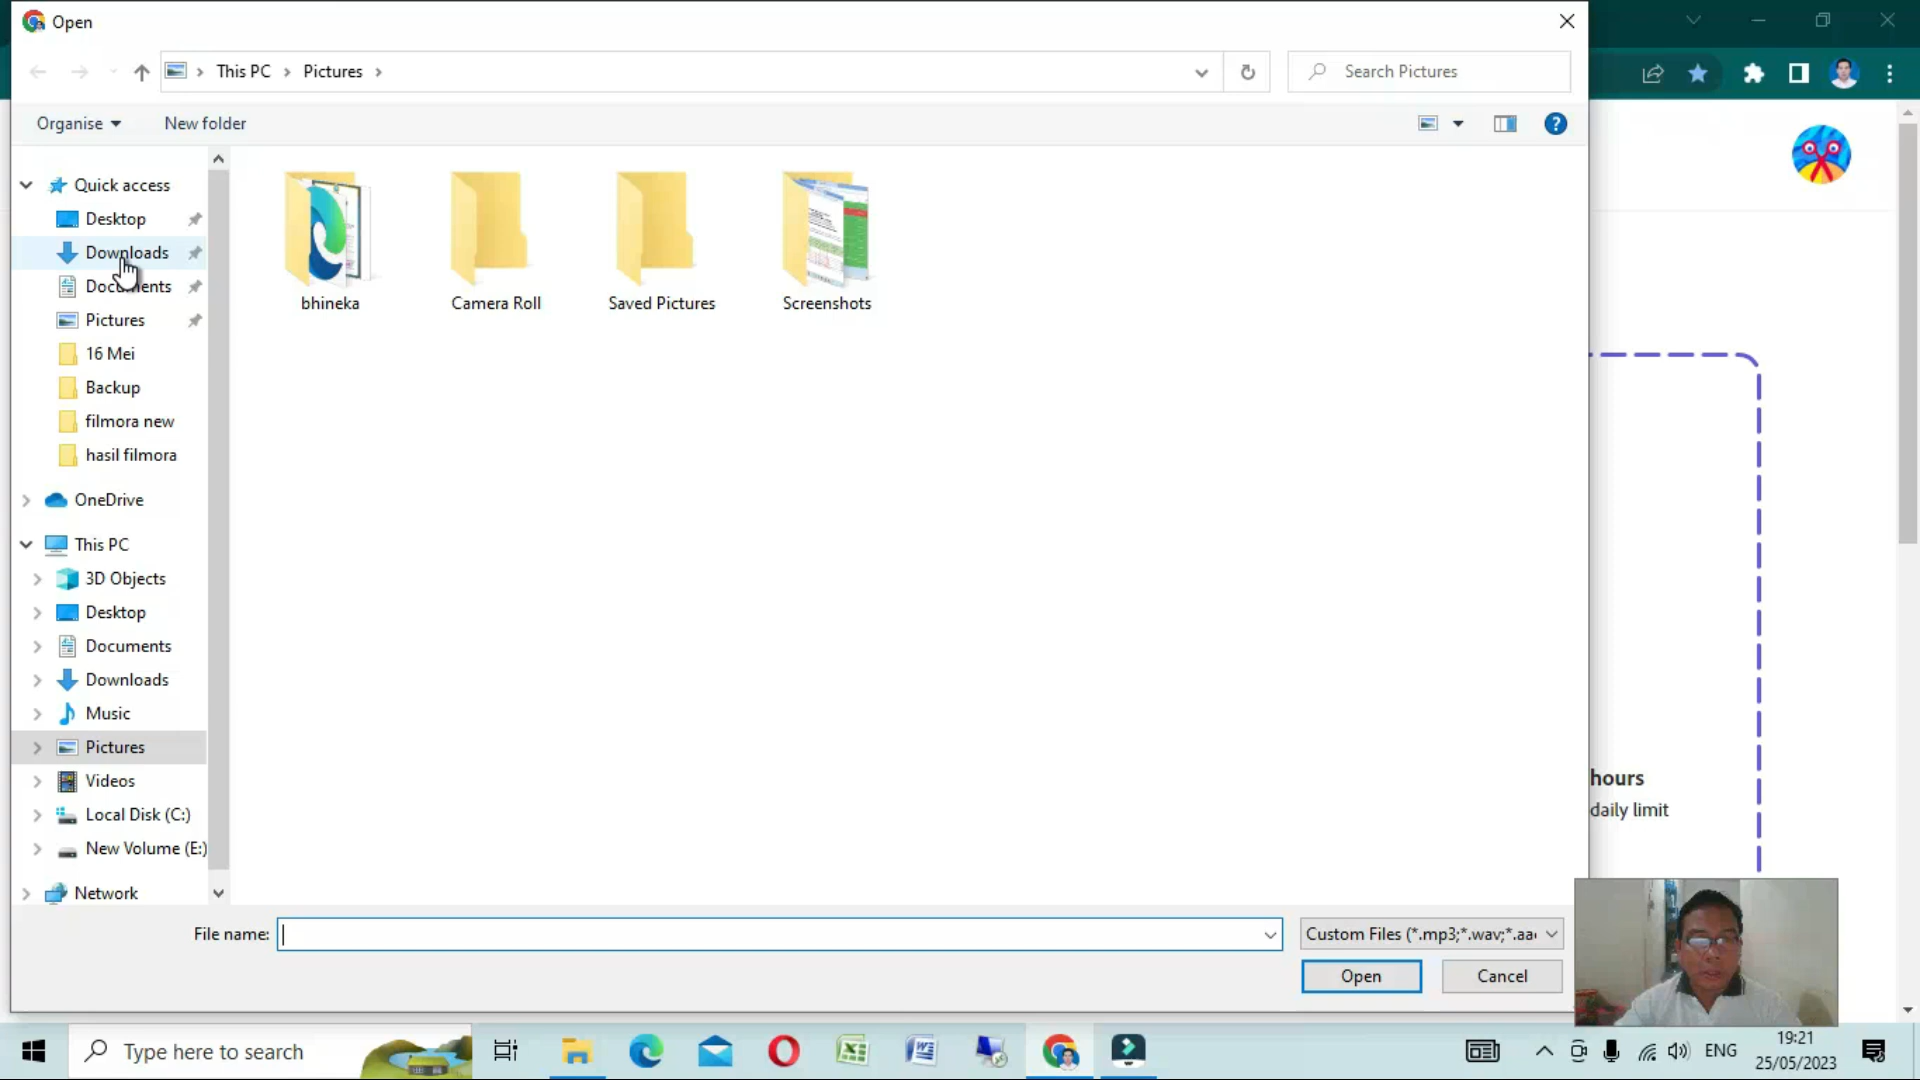 Open
This PC
Pictures
Search Pictures
Organise
New folder
?
Quick access
Desktop
Downloads
Documents
Pictures
16 Mei
Backup
filmora new
hasil filmora
OneDrive
This PC
3D Objects
Desktop
Documents
Downloads
Music
Pictures
Videos
Local Disk (C:)
New Volume (E:)
Network
bhineka
Camera Roll
Saved Pictures
Screenshots
hours
daily limit
File name:
Custom Files (*.mp3;*.wav;*.aa
Open
Cancel
Type here to search
ENG
19:21
25/05/2023